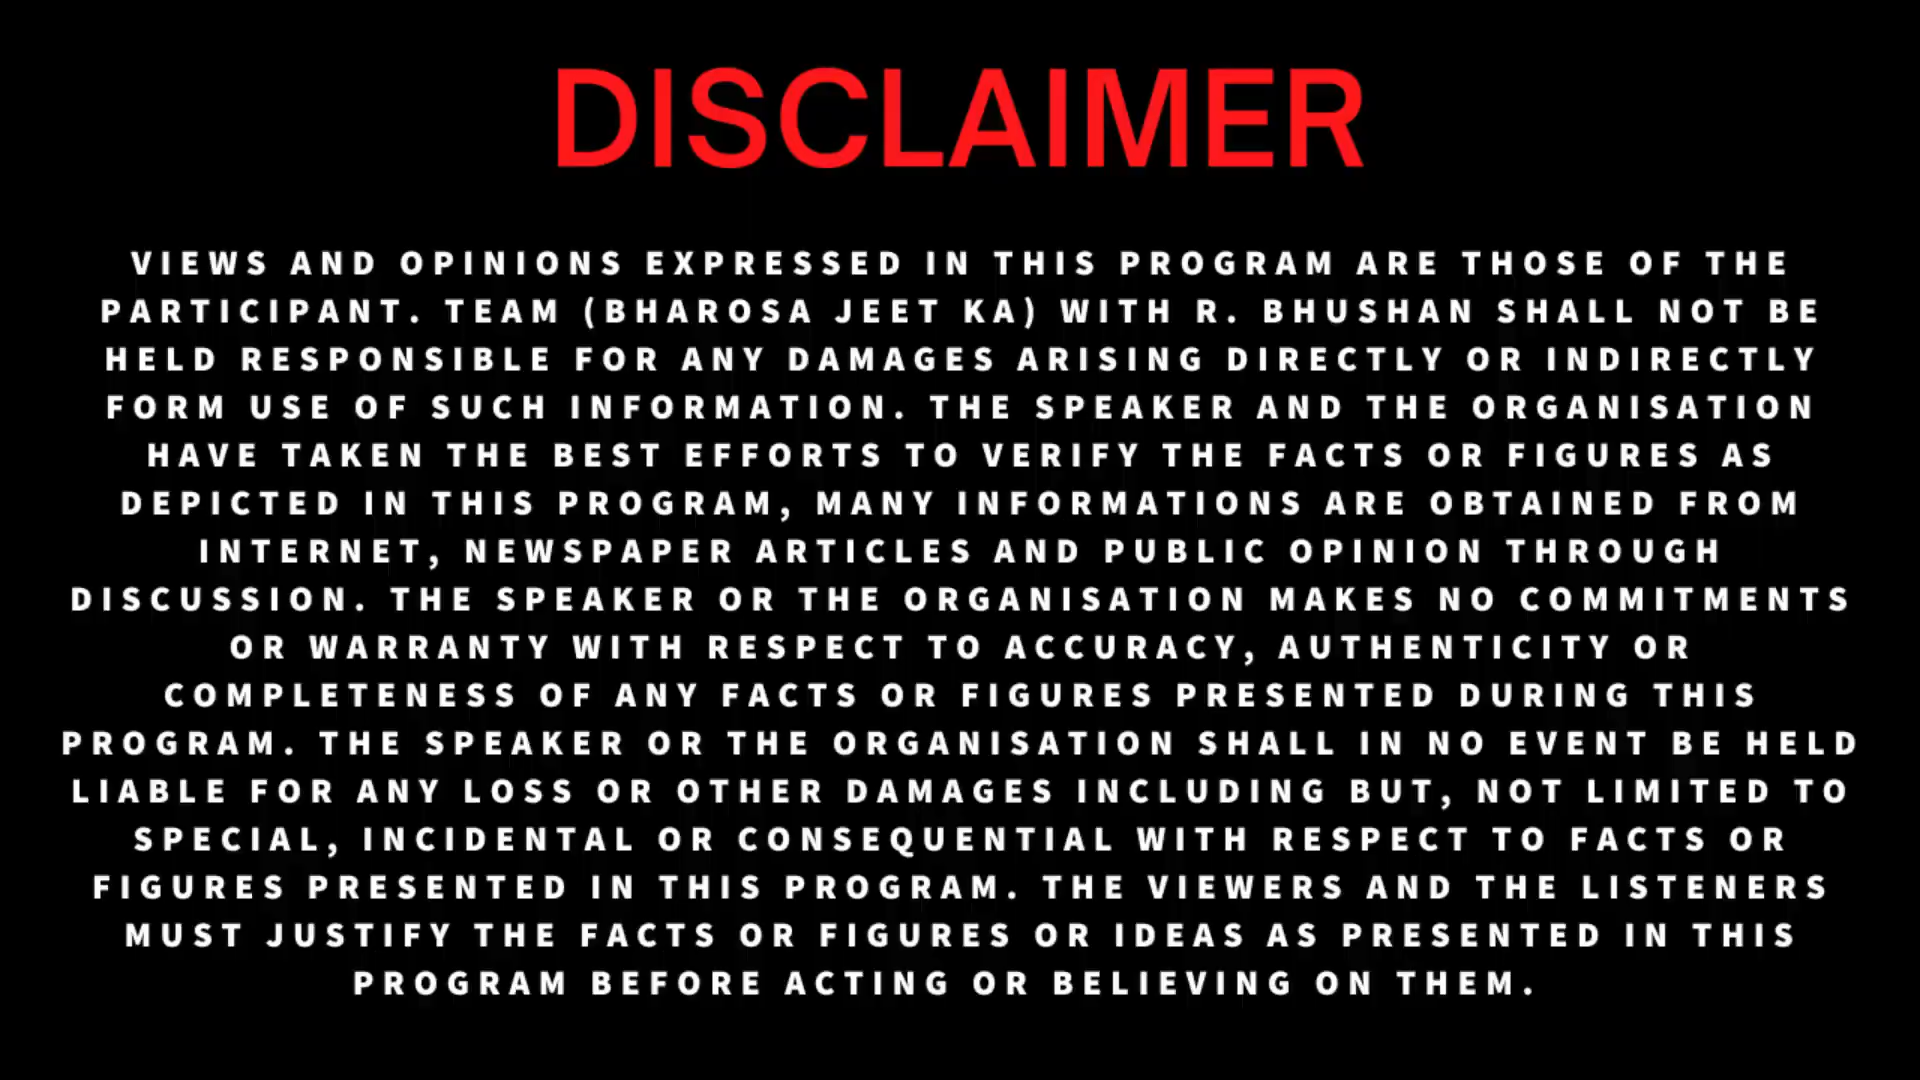 DISCLAIMER
VIEWS AND OPINIONS EXPRESSED IN THIS PROGRAM ARE THOSE OF THE
PARTICIPANT. TEAM (BHAROSA JEET KA) WITH R. BHUSHAN SHALL NOT BE
HELD RESPONSIBLE FOR ANY DAMAGES ARISING DIRECTLY OR INDIRECTLY
FORM USE OF SUCH INFORMATION. THE SPEAKER AND THE ORGANISATION
HAVE TAKEN THE BEST EFFORTS TO VERIFY THE FACTS OR FIGURES AS
DEPICTED IN THIS PROGRAM, MANY INFORMATIONS ARE OBTAINED FROM
INTERNET, NEWSPAPER ARTICLES AND PUBLIC OPINION THROUGH
DISCUSSION. THE SPEAKER OR THE ORGANISATION MAKES NO COMMITMENTS
OR WARRANTY WITH RESPECT TO ACCURACY, AUTHENTICITY OR
COMPLETENESS OF ANY FACTS OR FIGURES PRESENTED DURING THIS
PROGRAM. THE SPEAKER OR THE ORGANISATION SHALL IN NO EVENT BE HELD
LIABLE FOR ANY LOSS OR OTHER DAMAGES INCLUDING BUT, NOT LIMITED TO
SPECIAL, INCIDENTAL OR CONSEQUENTIAL WITH RESPECT TO FACTS OR
FIGURES PRESENTED IN THIS PROGRAM. THE VIEWERS AND THE LISTENERS
MUST JUSTIFY THE FACTS OR FIGURES OR IDEAS AS PRESENTED IN THIS
PROGRAM BEFORE ACTING OR BELIEVING ON THEM.